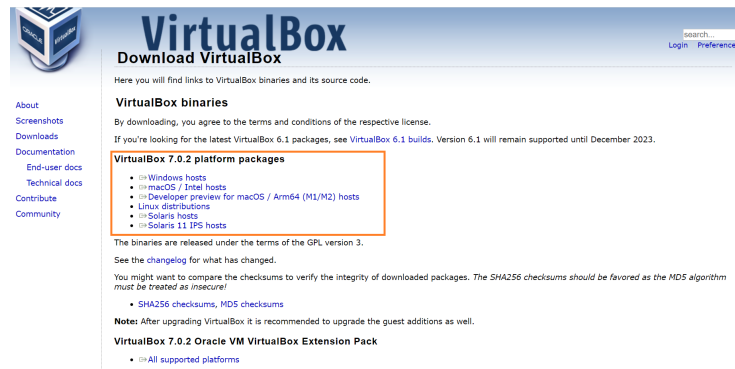 VirtualBox
search...
Login Preference
Download VirtualBox
Here you will find links to VirtualBox binaries and its source code.
About
Screenshots
Downloads
Documentation
End-user docs
Technical docs
Contribute
Community
VirtualBox binaries
By downloading, you agree to the terms and conditions of the respective license.
If you're looking for the latest VirtualBox 6.1 packages, see VirtualBox 6.1 builds. Version 6.1 will remain supported until December 2023.
VirtualBox 7.0.2 platform packages
Windows hosts
macOS / Intel hosts
Developer preview for macOS / Arm64 (M1/M2) hosts
Linux distributions
Solaris hosts
Solaris 11 IPS hosts
The binaries are released under the terms of the GPL version 3.
See the changelog for what has changed.
You might want to compare the checksums to verify the integrity of downloaded packages. The SHA256 checksums should be favored as the MD5 algorithm
must be treated as insecure!
SHA256 checksums, MD5 checksums
Note: After upgrading VirtualBox it is recommended to upgrade the guest additions as well.
VirtualBox 7.0.2 Oracle VM VirtualBox Extension Pack
All supported platforms